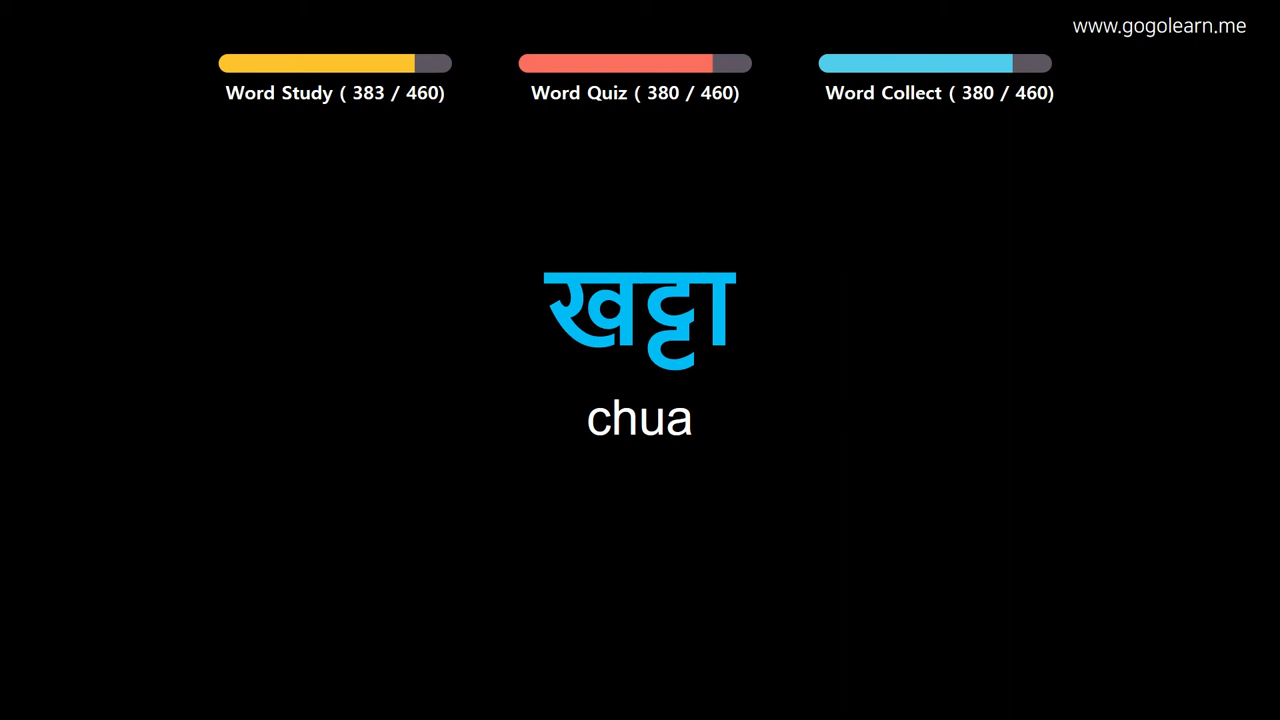 www.gogolearn.me
Word Study ( 383 / 460)
Word Quiz ( 380 / 460)
Word Collect ( 380 / 460)
खट्टा
chua